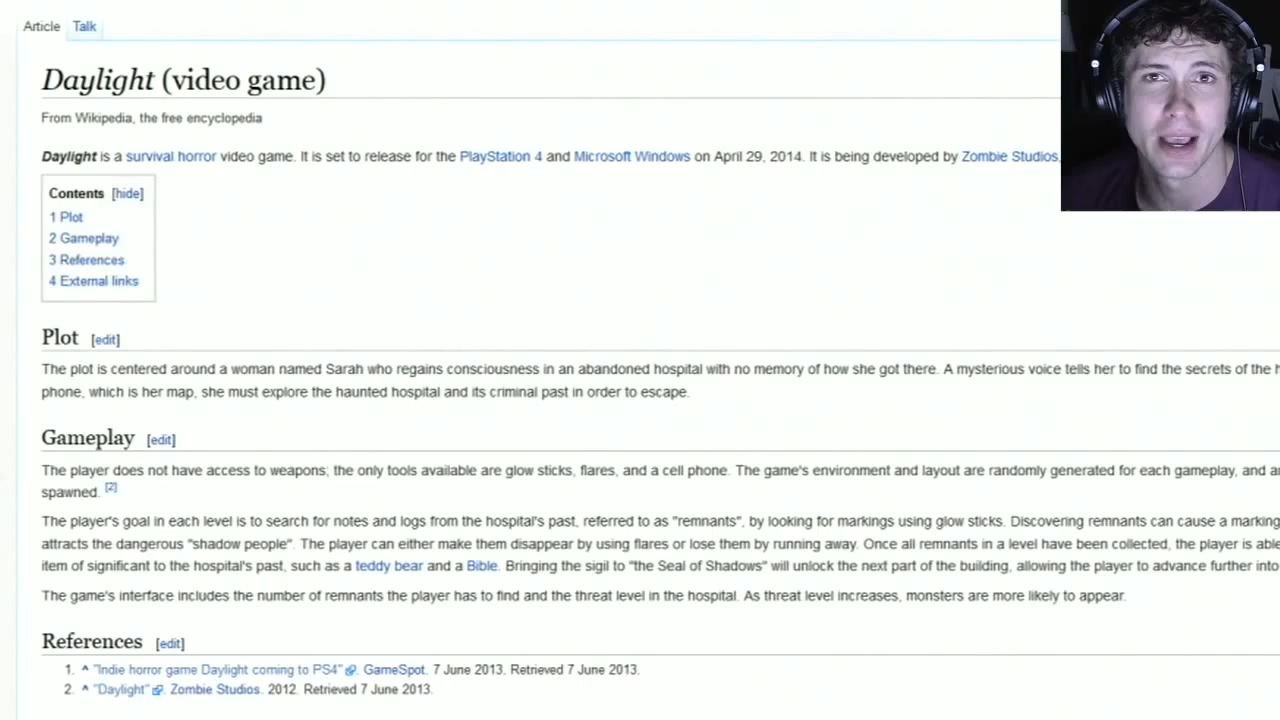 Article Talk
Daylight (video game)
From Wikipedia, the free encyclopedia
Daylight is a survival horror video game. It is set to release for the PlayStation 4 and Microsoft Windows on April 29, 2014. It is being developed by Zombie Studios,
Contents [hide]
1 Plot
2 Gameplay
3 References
4 External links
Plot [edit]
The plot is centered around a woman named Sarah who regains consciousness in an abandoned hospital with no memory of how she got there. A mysterious voice tells her to find the secrets of the h
phone, which is her map, she must explore the haunted hospital and its criminal past in order to escape.
Gameplay [edit]
The player does not have access to weapons; the only tools available are glow sticks, flares, and a cell phone. The game's environment and layout are randomly generated for each gameplay, and ar
spawned. [2]
The player's goal in each level is to search for notes and logs from the hospital's past, referred to as "remnants", by looking for markings using glow sticks. Discovering remnants can cause a marking
attracts the dangerous "shadow people". The player can either make them disappear by using flares or lose them by running away. Once all remnants in a level have been collected, the player is able
item of significant to the hospital's past, such as a teddy bear and a Bible. Bringing the sigil to "the Seal of Shadows" will unlock the next part of the building, allowing the player to advance further into
The game's interface includes the number of remnants the player has to find and the threat level in the hospital. As threat level increases, monsters are more likely to appear.
References [edit]
1. ^ "Indie horror game Daylight coming to PS4". GameSpot. 7 June 2013. Retrieved 7 June 2013.
2. ^ "Daylight". Zombie Studios. 2012. Retrieved 7 June 2013.